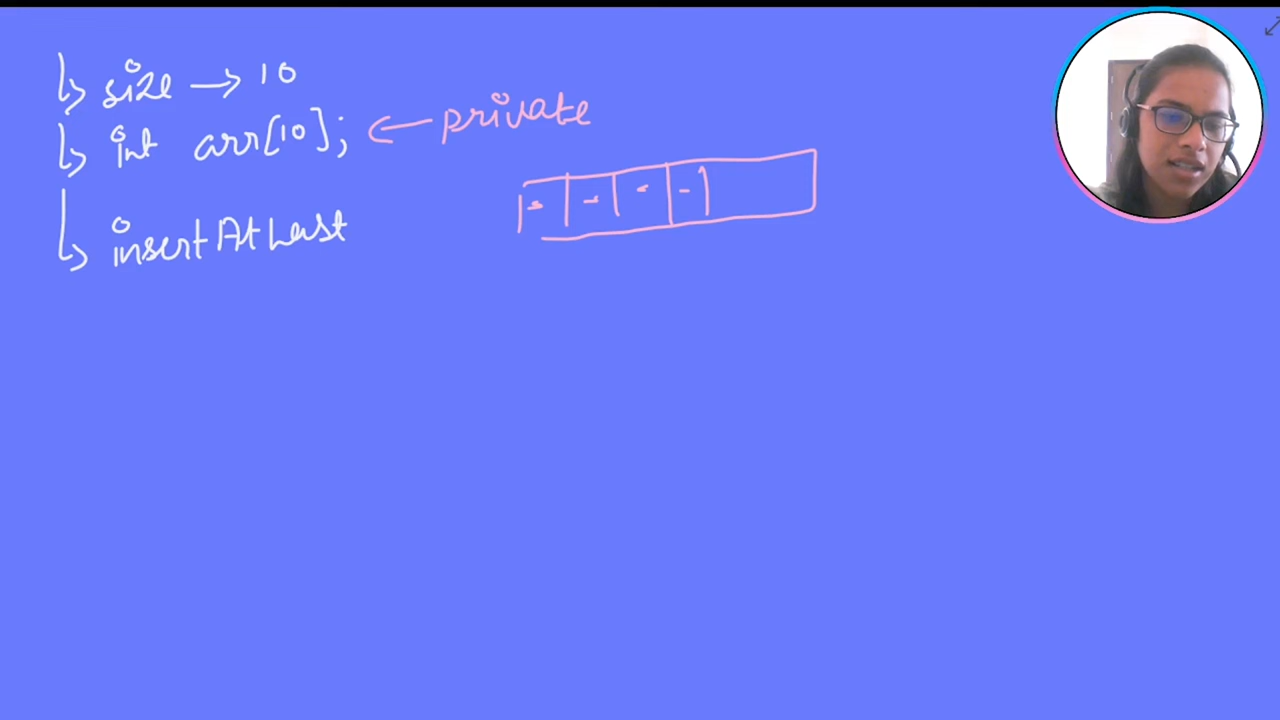 size → 10
int arr[10]; ← private
insertAtLast